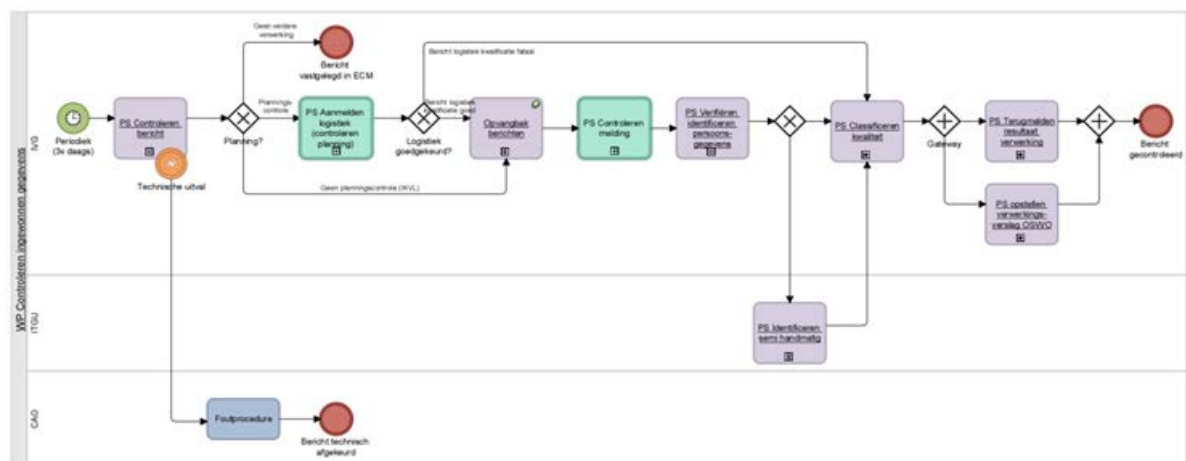 WP Controleren ingewonnen gegevens
IVG
Periodiek
(3x daags)
PS Controleren
bericht
Technische uitval
Planning?
Geen verdere
verwerking
Bericht
vastgelegd in ECM
Plannings
controle
PS Aanmelden
logistiek
(controleren
planning)
Geen planningscontrole (IKVL)
Logistiek
goedgekeurd?
Bericht logistiek kwalificatie fataal
Bericht logistiek
kwalificatie goed
Opvangbak
berichten
PS Controleren
melding
PS Verifiëren
identificeren
persoons-
gegevens
PS Classificeren
kwaliteit
Gateway
PS Terugmelden
resultaat
verwerking
PS opstellen
verwerkings-
verslag OSWO
Bericht
gecontroleerd
ITGU
PS Identificeren
semi handmatig
CAO
Foutprocedure
Bericht technisch
afgekeurd